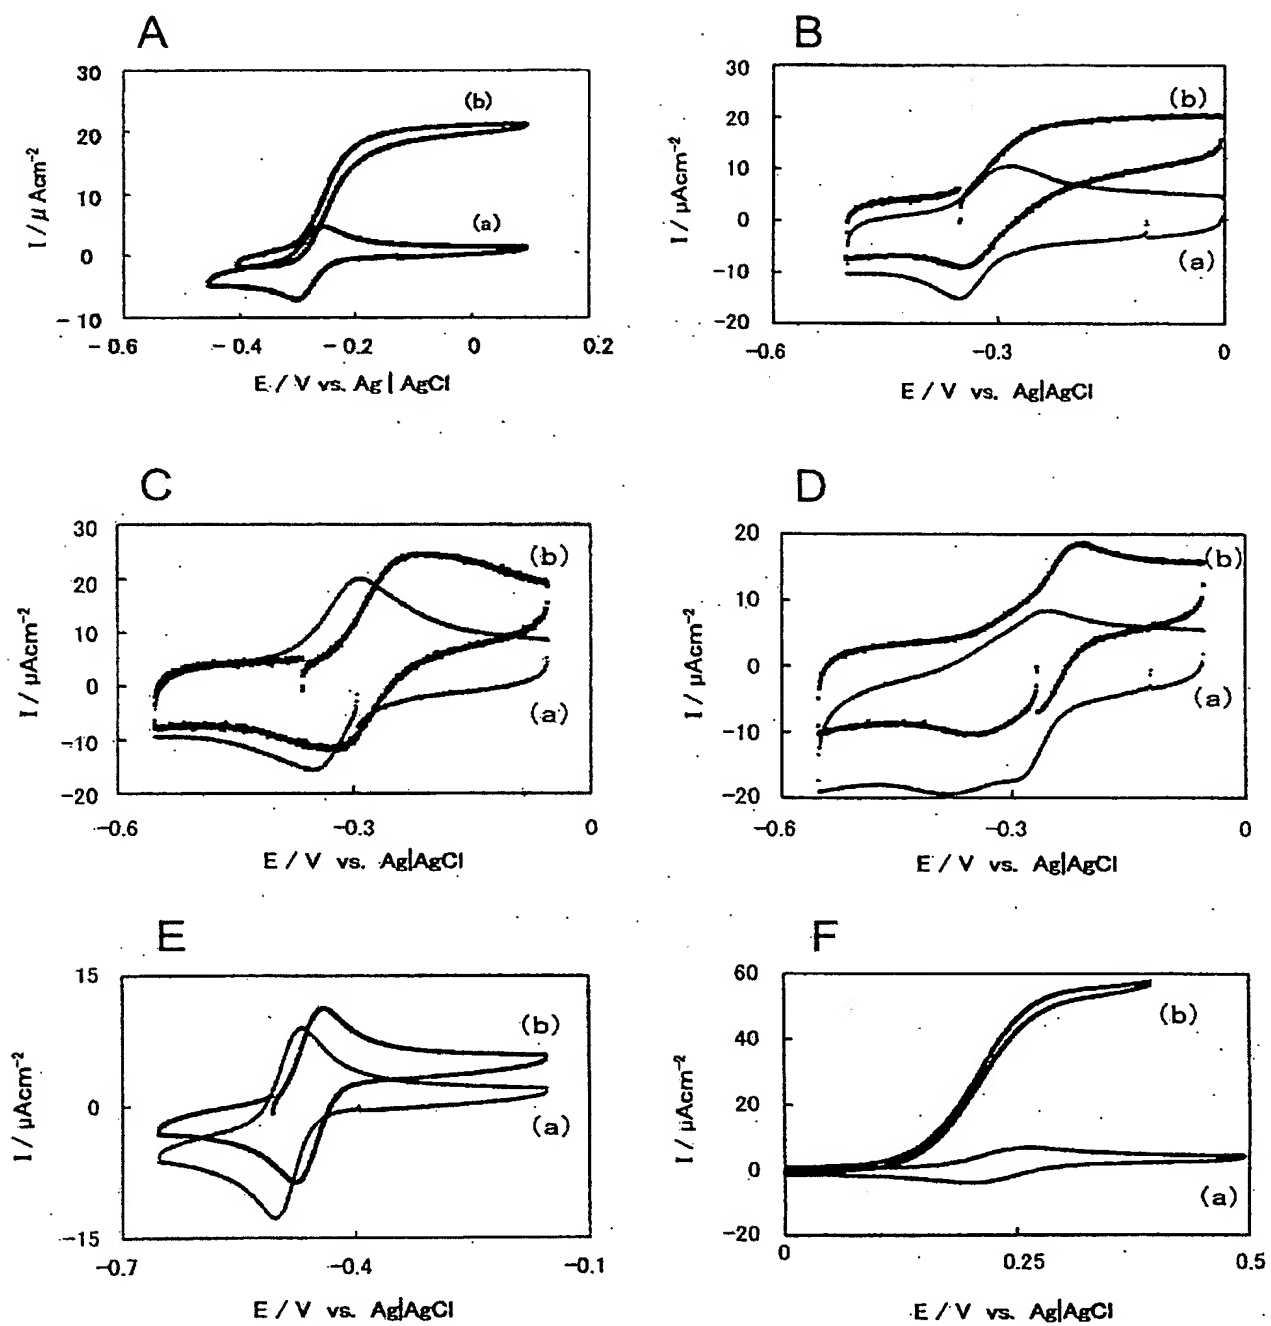 A
30
20
10
0
-10
I / μ Acm⁻²
(b)
(a)
-0.6
-0.4
-0.2
0
0.2
E / V vs. Ag | AgCl
B
30
20
10
0
-10
-20
I / μAcm⁻²
(b)
(a)
-0.6
-0.3
0
E / V vs. Ag|AgCl
C
30
20
10
0
-10
-20
I / μAcm⁻²
(b)
(a)
-0.6
-0.3
0
E / V vs. Ag|AgCl
D
20
10
0
-10
-20
I / μAcm⁻²
(b)
(a)
-0.6
-0.3
0
E / V vs. Ag|AgCl
E
15
0
-15
I / μAcm⁻²
(b)
(a)
-0.7
-0.4
-0.1
E / V vs. Ag|AgCl
F
60
40
20
0
-20
I / μAcm⁻²
(b)
(a)
0
0.25
0.5
E / V vs. Ag|AgCl